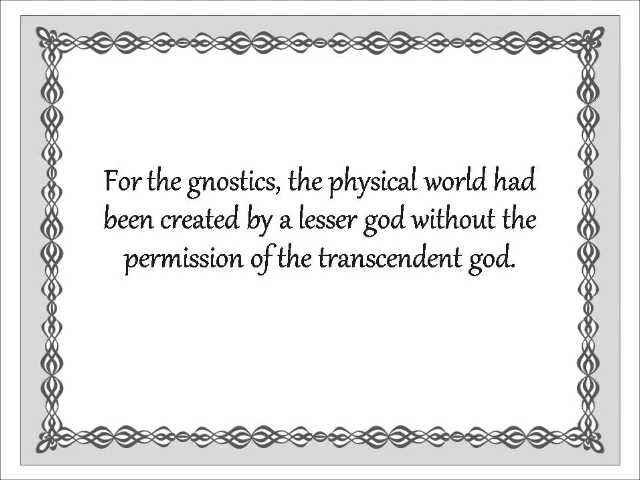 For the gnostics, the physical world had
been created by a lesser god without the
permission of the transcendent god.